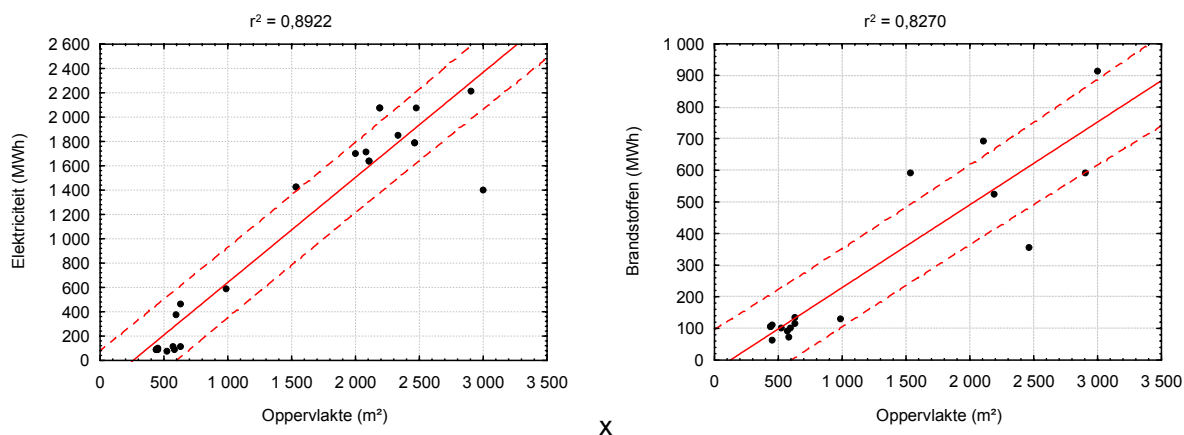 r² = 0,8922
Elektriciteit (MWh)
2 600
2 400
2 200
2 000
1 800
1 600
1 400
1 200
1 000
800
600
400
200
0
0 500 1 000 1 500 2 000 2 500 3 000 3 500
Oppervlakte (m²)
x
r² = 0,8270
Brandstoffen (MWh)
1 000
900
800
700
600
500
400
300
200
100
0
0 500 1 000 1 500 2 000 2 500 3 000 3 500
Oppervlakte (m²)